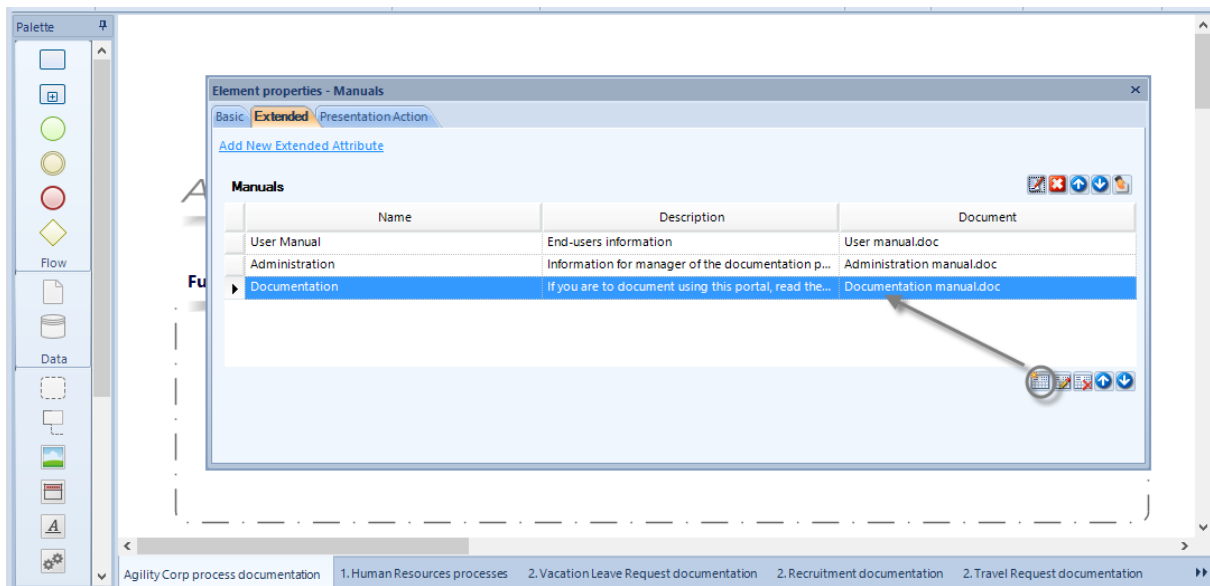 Palette
Flow
Data
A
A
Fu
Element properties - Manuals
Basic Extended Presentation Action
Add New Extended Attribute
Manuals
Name Description Document
User Manual End-users information User manual.doc
Administration Information for manager of the documentation p... Administration manual.doc
Documentation If you are to document using this portal, read the... Documentation manual.doc
Agility Corp process documentation 1. Human Resources processes 2. Vacation Leave Request documentation 2. Recruitment documentation 2. Travel Request documentation